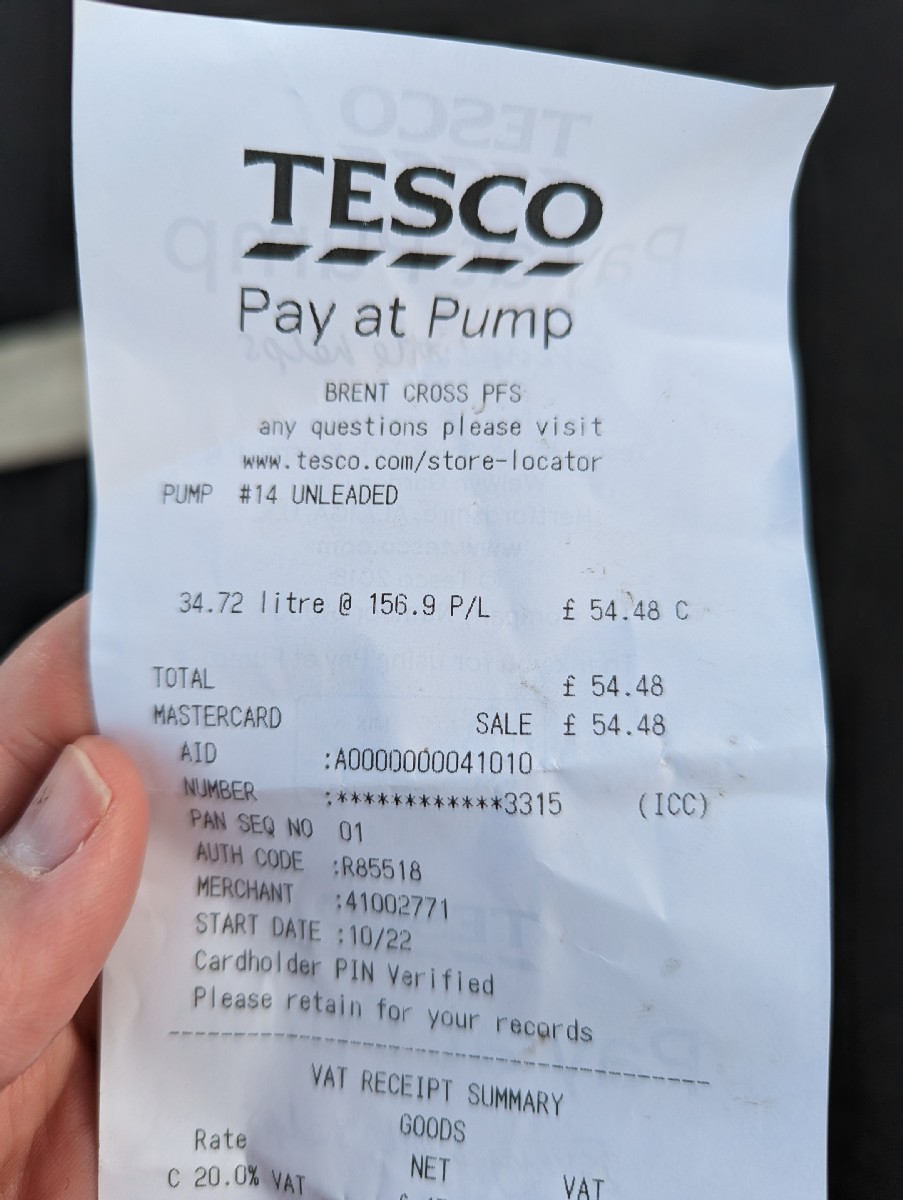 TESCO
Pay at Pump
BRENT CROSS PFS
any questions please visit
www.tesco.com/store-locator
PUMP #14 UNLEADED
34.72 litre @ 156.9 P/L £ 54.48 C
TOTAL £ 54.48
MASTERCARD SALE £ 54.48
AID :A0000000041010
NUMBER :************3315 (ICC)
PAN SEQ NO 01
AUTH CODE :R85518
MERCHANT :41002771
START DATE :10/22
Cardholder PIN Verified
Please retain for your records
VAT RECEIPT SUMMARY
GOODS
Rate NET VAT
C 20.0% VAT